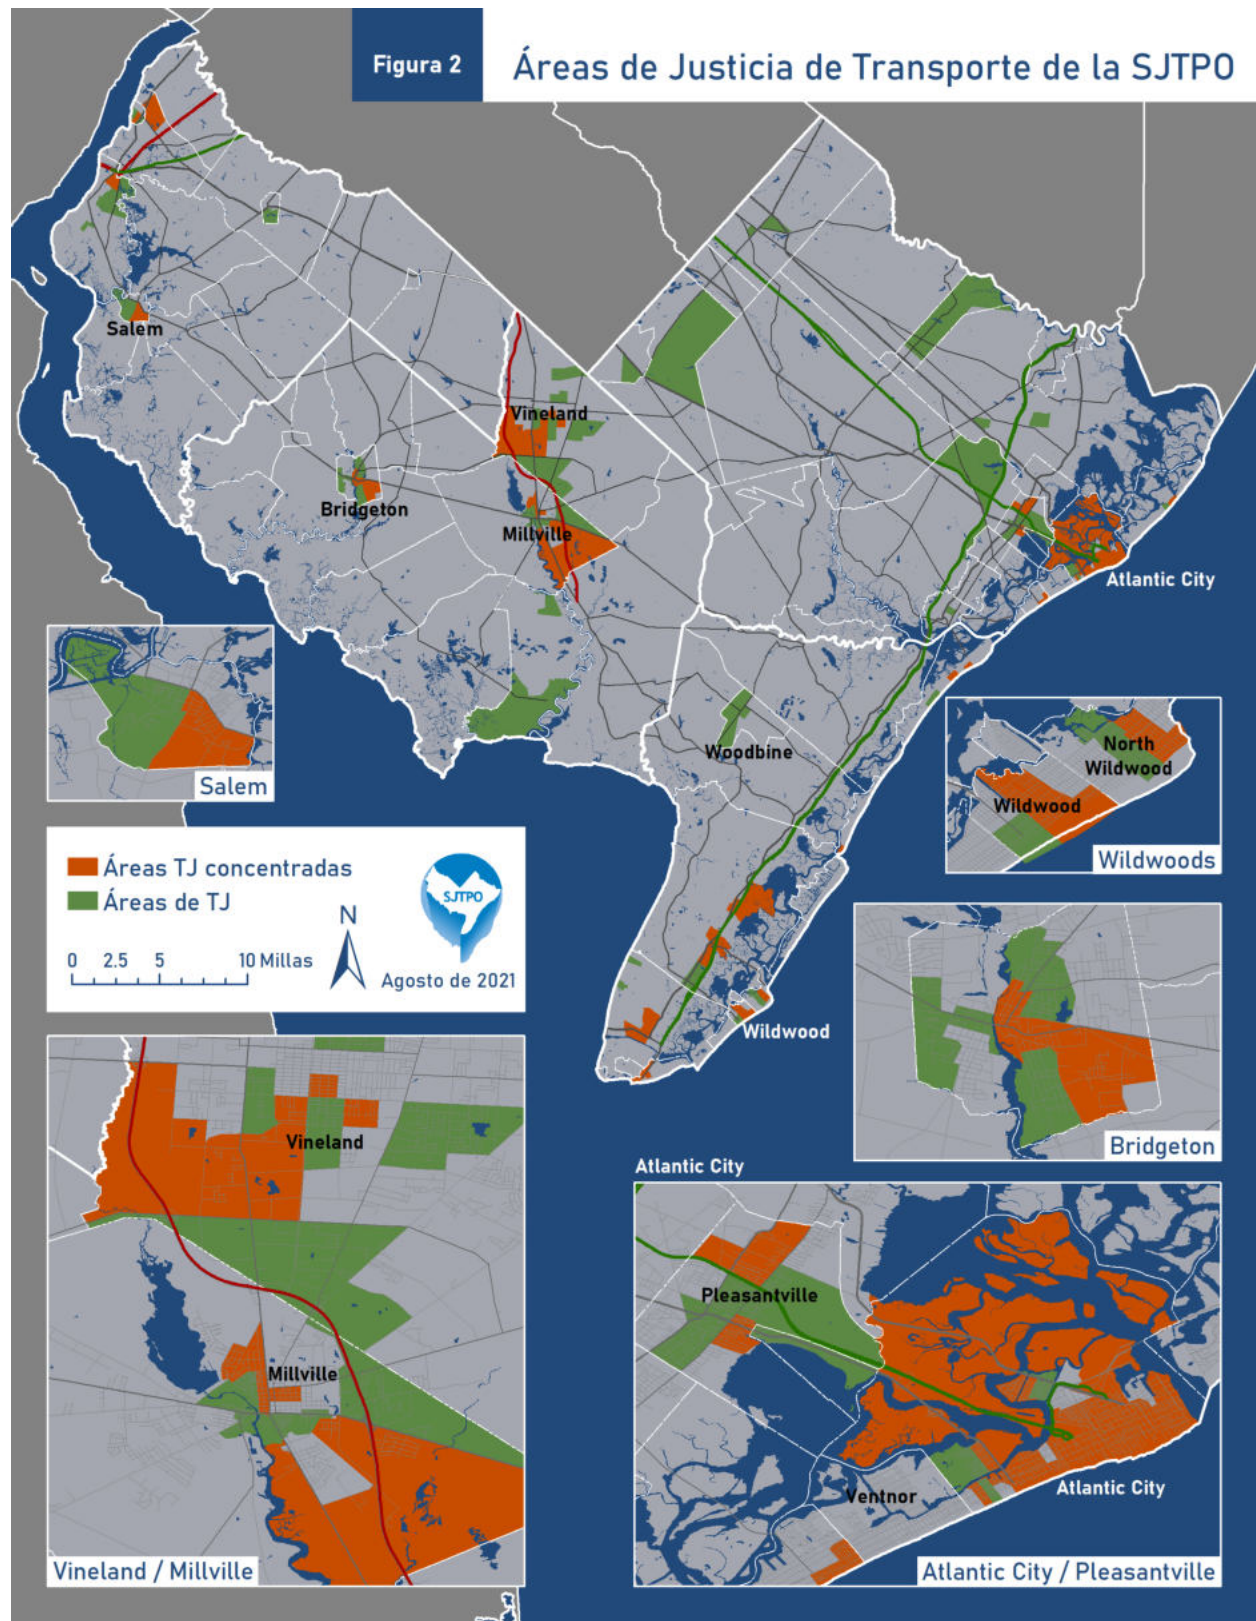 Figura 2
Áreas de Justicia de Transporte de la SJTPO
Salem
Vineland
Bridgeton
Millville
Atlantic City
Woodbine
Wildwood
Salem
North
Wildwood
Wildwood
Wildwoods
Áreas TJ concentradas
Áreas de TJ
N
0 2.5 5 10 Millas
SJTPO
Agosto de 2021
Bridgeton
Vineland
Millville
Vineland / Millville
Atlantic City
Pleasantville
Ventnor
Atlantic City
Atlantic City / Pleasantville